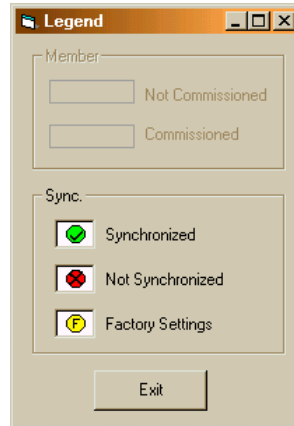 Legend
Member
Not Commissioned
Commissioned
Sync.
Synchronized
Not Synchronized
F Factory Settings
Exit